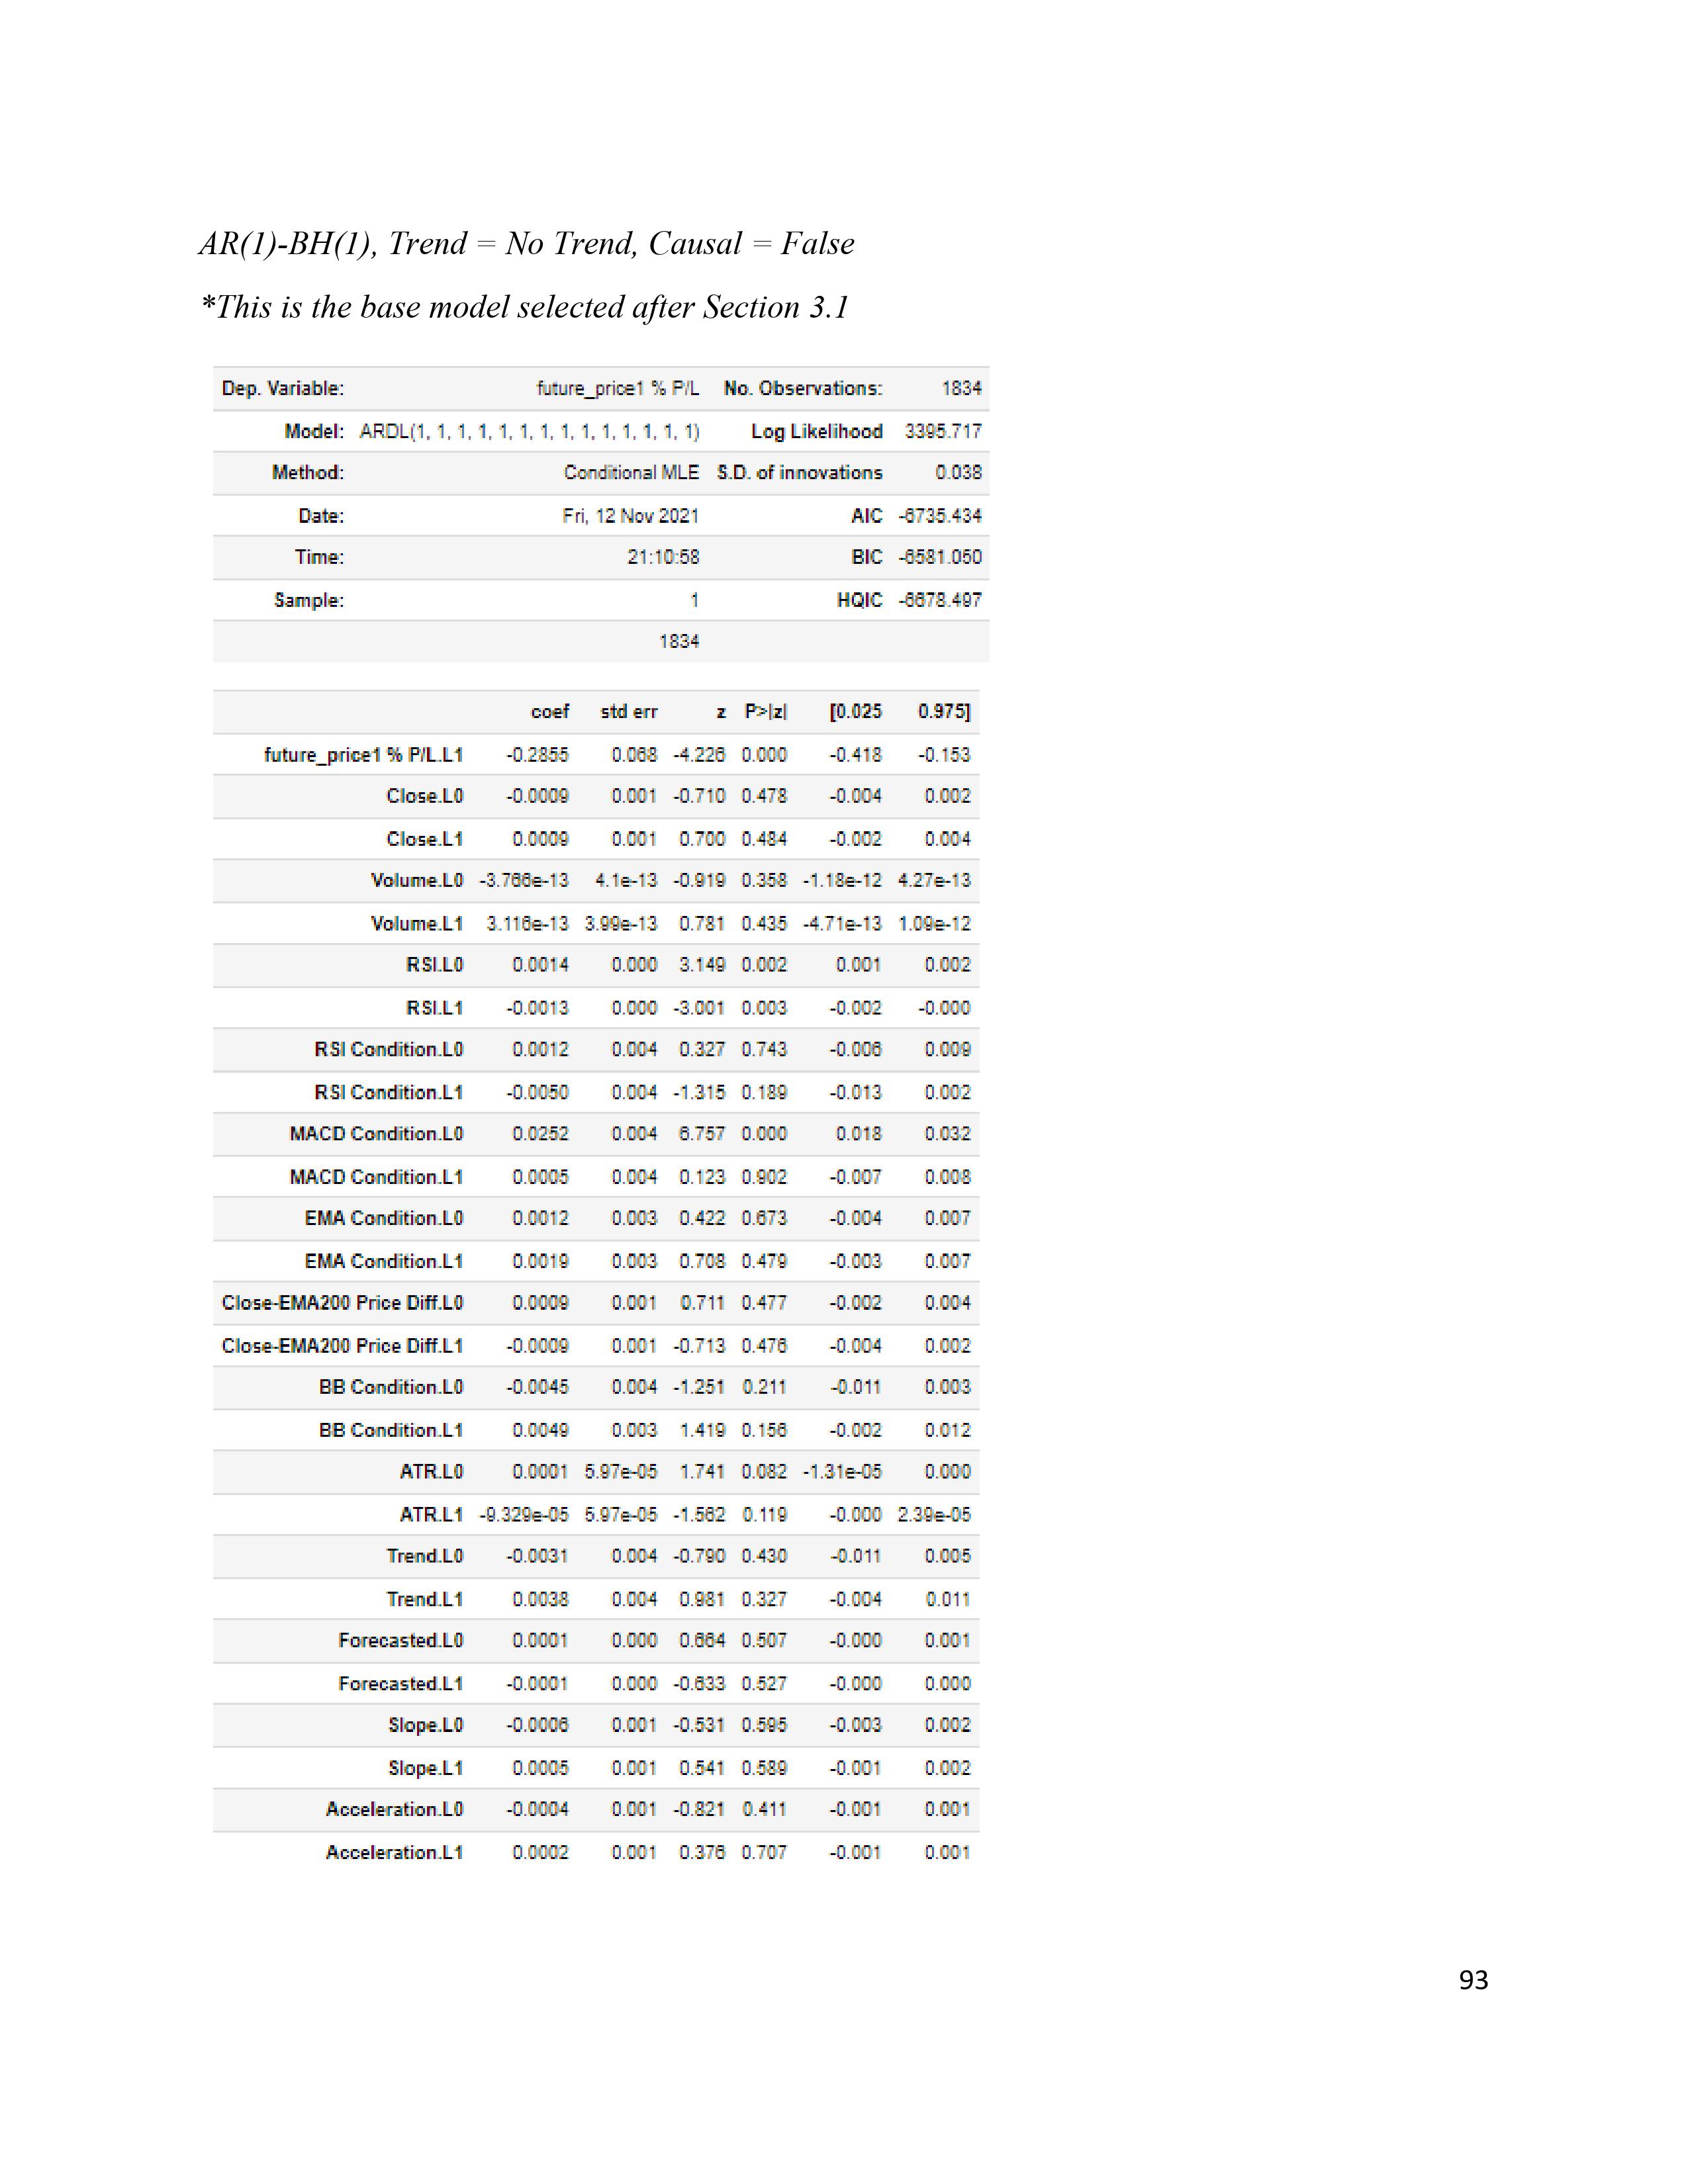 AR(1)-BH(1), Trend = No Trend, Causal = False
*This is the base model selected after Section 3.1
Dep. Variable: future_price1 % P/L No. Observations: 1834
Model: ARDL(1, 1, 1, 1, 1, 1, 1, 1, 1, 1, 1, 1, 1, 1) Log Likelihood 3395.717
Method: Conditional MLE S.D. of innovations 0.038
Date: Fri, 12 Nov 2021 AIC -6735.434
Time: 21:10:58 BIC -6581.050
Sample: 1 HQIC -6678.497
1834
coef std err z P>|z| [0.025 0.975]
future_price1 % P/L.L1 -0.2855 0.068 -4.226 0.000 -0.418 -0.153
Close.L0 -0.0009 0.001 -0.710 0.478 -0.004 0.002
Close.L1 0.0009 0.001 0.700 0.484 -0.002 0.004
Volume.L0 -3.766e-13 4.1e-13 -0.919 0.358 -1.18e-12 4.27e-13
Volume.L1 3.116e-13 3.99e-13 0.781 0.435 -4.71e-13 1.09e-12
RSI.L0 0.0014 0.000 3.149 0.002 0.001 0.002
RSI.L1 -0.0013 0.000 -3.001 0.003 -0.002 -0.000
RSI Condition.L0 0.0012 0.004 0.327 0.743 -0.006 0.009
RSI Condition.L1 -0.0050 0.004 -1.315 0.189 -0.013 0.002
MACD Condition.L0 0.0252 0.004 6.757 0.000 0.018 0.032
MACD Condition.L1 0.0005 0.004 0.123 0.902 -0.007 0.008
EMA Condition.L0 0.0012 0.003 0.422 0.673 -0.004 0.007
EMA Condition.L1 0.0019 0.003 0.708 0.479 -0.003 0.007
Close-EMA200 Price Diff.L0 0.0009 0.001 0.711 0.477 -0.002 0.004
Close-EMA200 Price Diff.L1 -0.0009 0.001 -0.713 0.476 -0.004 0.002
BB Condition.L0 -0.0045 0.004 -1.251 0.211 -0.011 0.003
BB Condition.L1 0.0049 0.003 1.419 0.156 -0.002 0.012
ATR.L0 0.0001 5.97e-05 1.741 0.082 -1.31e-05 0.000
ATR.L1 -9.329e-05 5.97e-05 -1.562 0.119 -0.000 2.39e-05
Trend.L0 -0.0031 0.004 -0.790 0.430 -0.011 0.005
Trend.L1 0.0038 0.004 0.981 0.327 -0.004 0.011
Forecasted.L0 0.0001 0.000 0.664 0.507 -0.000 0.001
Forecasted.L1 -0.0001 0.000 -0.633 0.527 -0.000 0.000
Slope.L0 -0.0006 0.001 -0.531 0.595 -0.003 0.002
Slope.L1 0.0005 0.001 0.541 0.589 -0.001 0.002
Acceleration.L0 -0.0004 0.001 -0.821 0.411 -0.001 0.001
Acceleration.L1 0.0002 0.001 0.376 0.707 -0.001 0.001
93